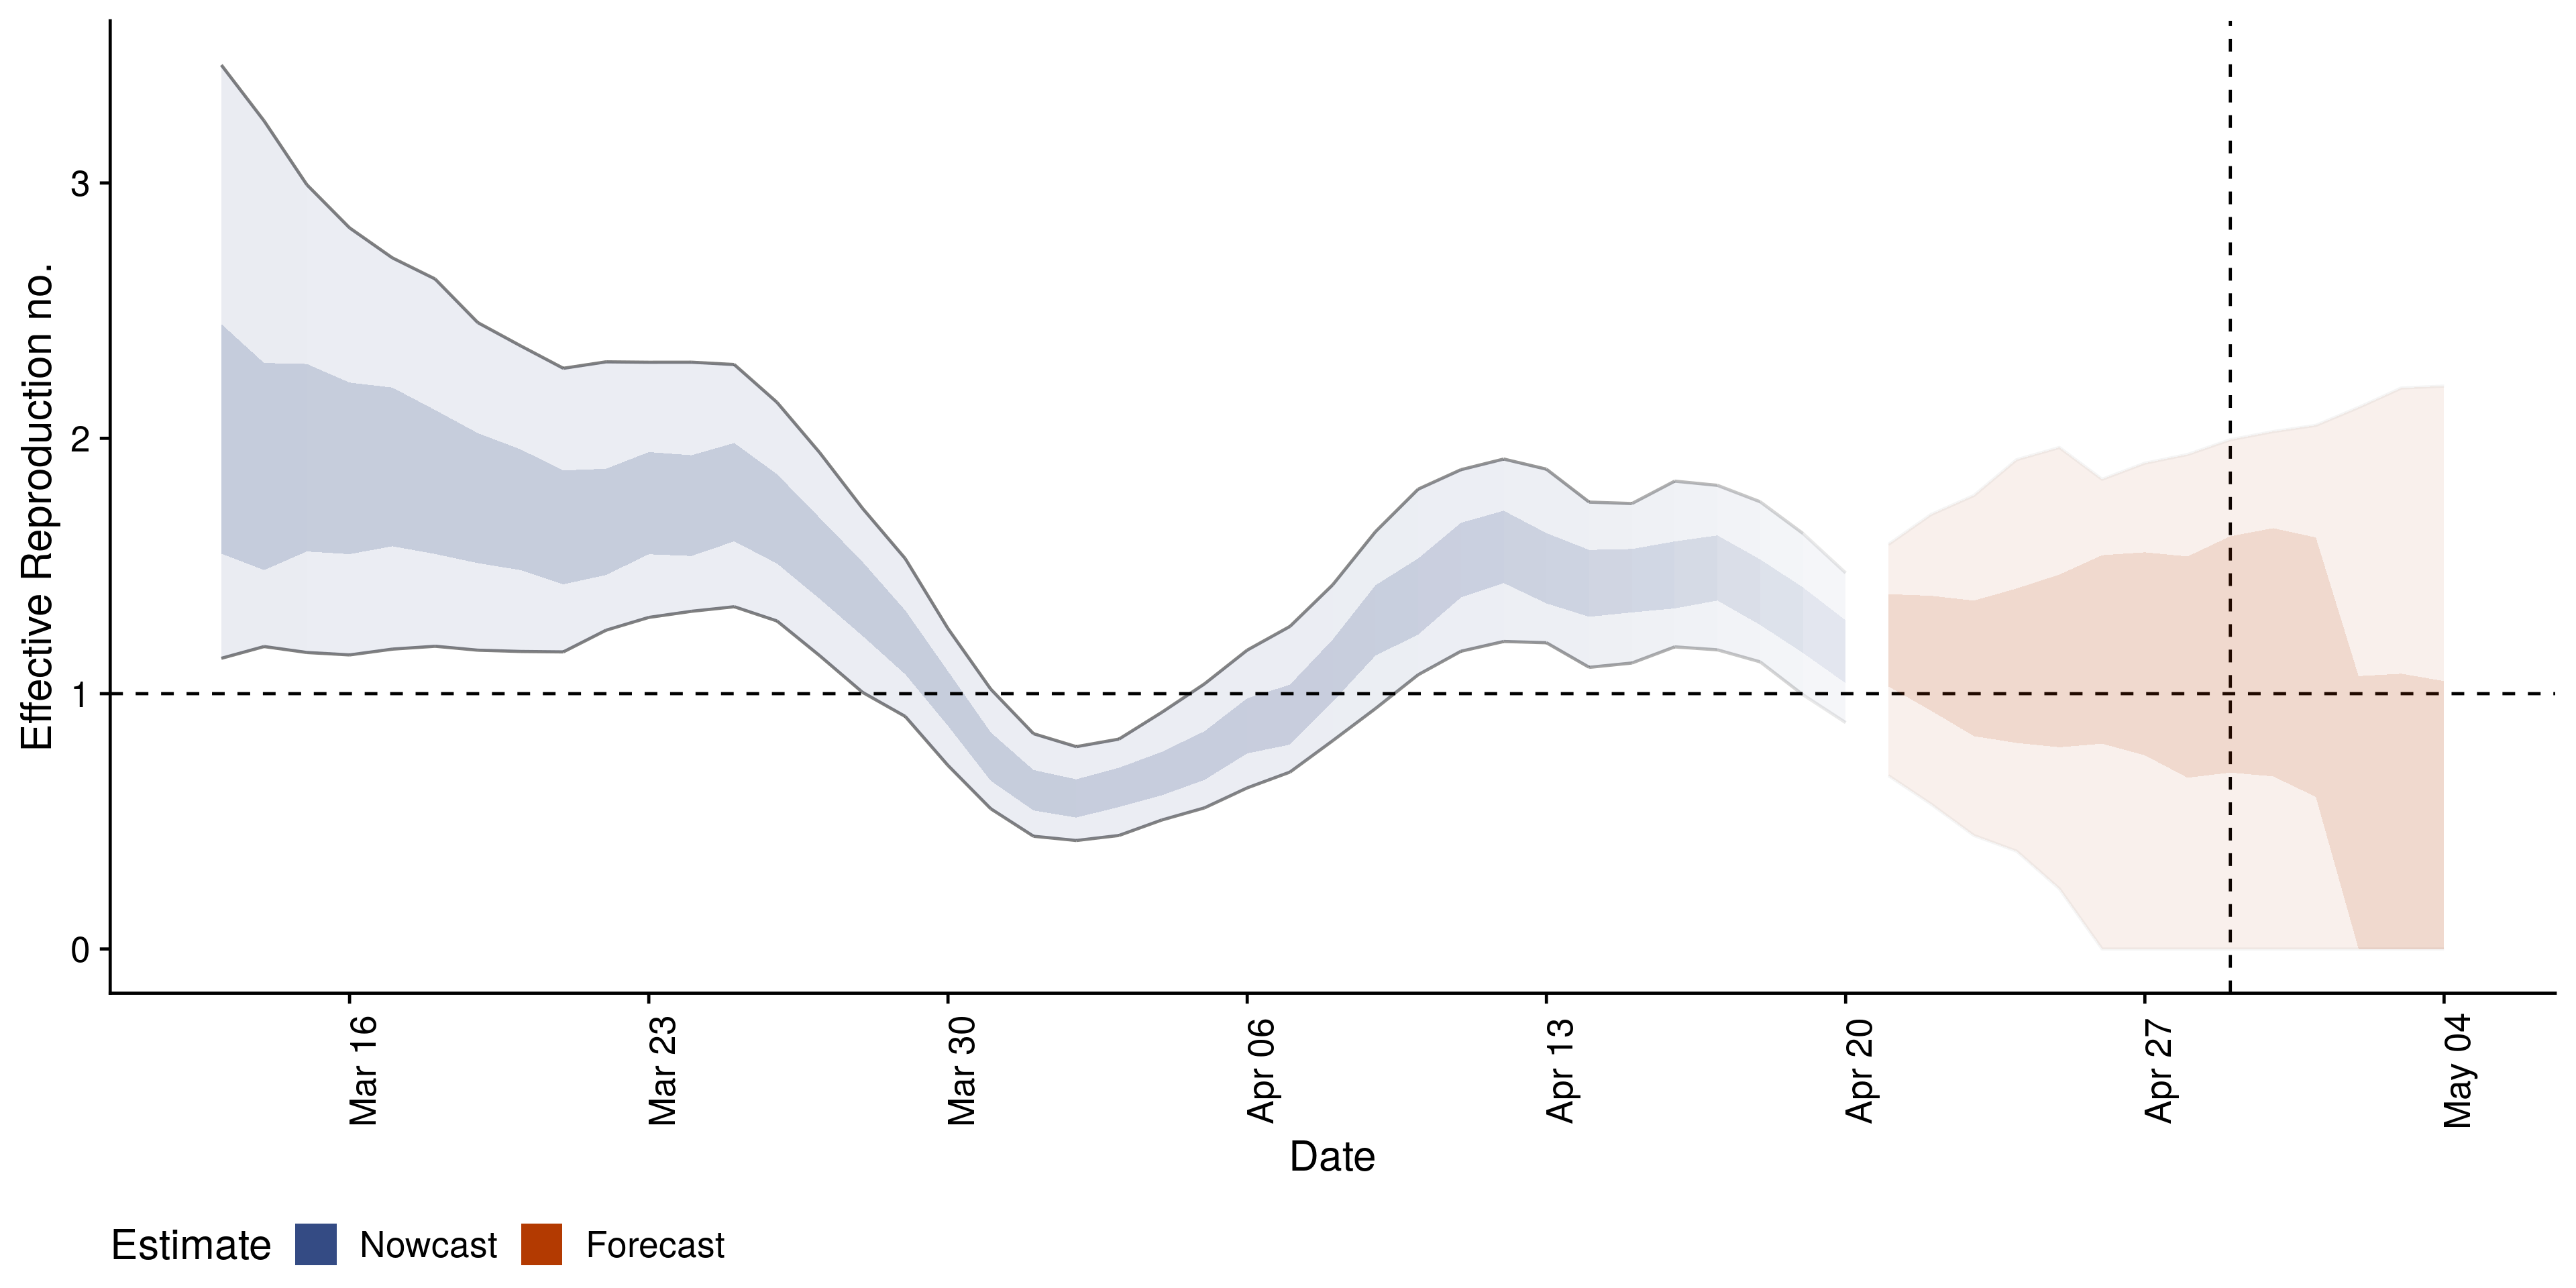 Effective Reproduction no.
3
2
1
0
Mar 16
Mar 23
Mar 30
Apr 06
Apr 13
Apr 20
Apr 27
May 04
Date
Estimate Nowcast Forecast